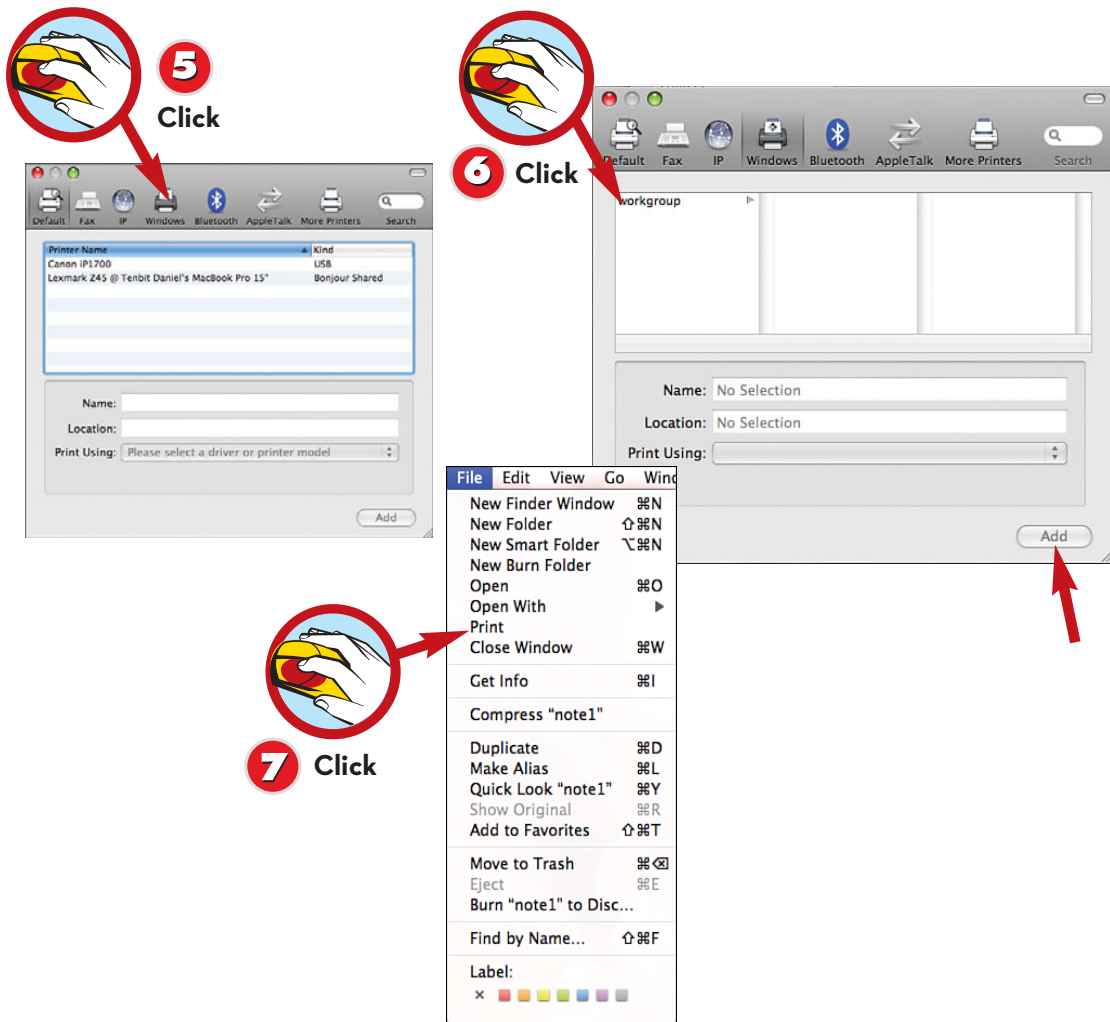 5
Click
Default Fax IP Windows Bluetooth AppleTalk More Printers Search
Printer Name Kind
Canon iP1700 USB
Lexmark Z45 @ Tenbit Daniel's MacBook Pro 15" Bonjour Shared
Name:
Location:
Print Using: Please select a driver or printer model
Add
6 Click
Default Fax IP Windows Bluetooth AppleTalk More Printers Search
workgroup
Name: No Selection
Location: No Selection
Print Using:
Add
7 Click
File Edit View Go Wind
New Finder Window ⌘N
New Folder ⇧⌘N
New Smart Folder ⌥⌘N
New Burn Folder
Open ⌘O
Open With ▶
Print
Close Window ⌘W
Get Info ⌘I
Compress “note1”
Duplicate ⌘D
Make Alias ⌘L
Quick Look “note1” ⌘Y
Show Original ⌘R
Add to Favorites ⇧⌘T
Move to Trash ⌘⌫
Eject ⌘E
Burn “note1” to Disc...
Find by Name... ⇧⌘F
Label:
×